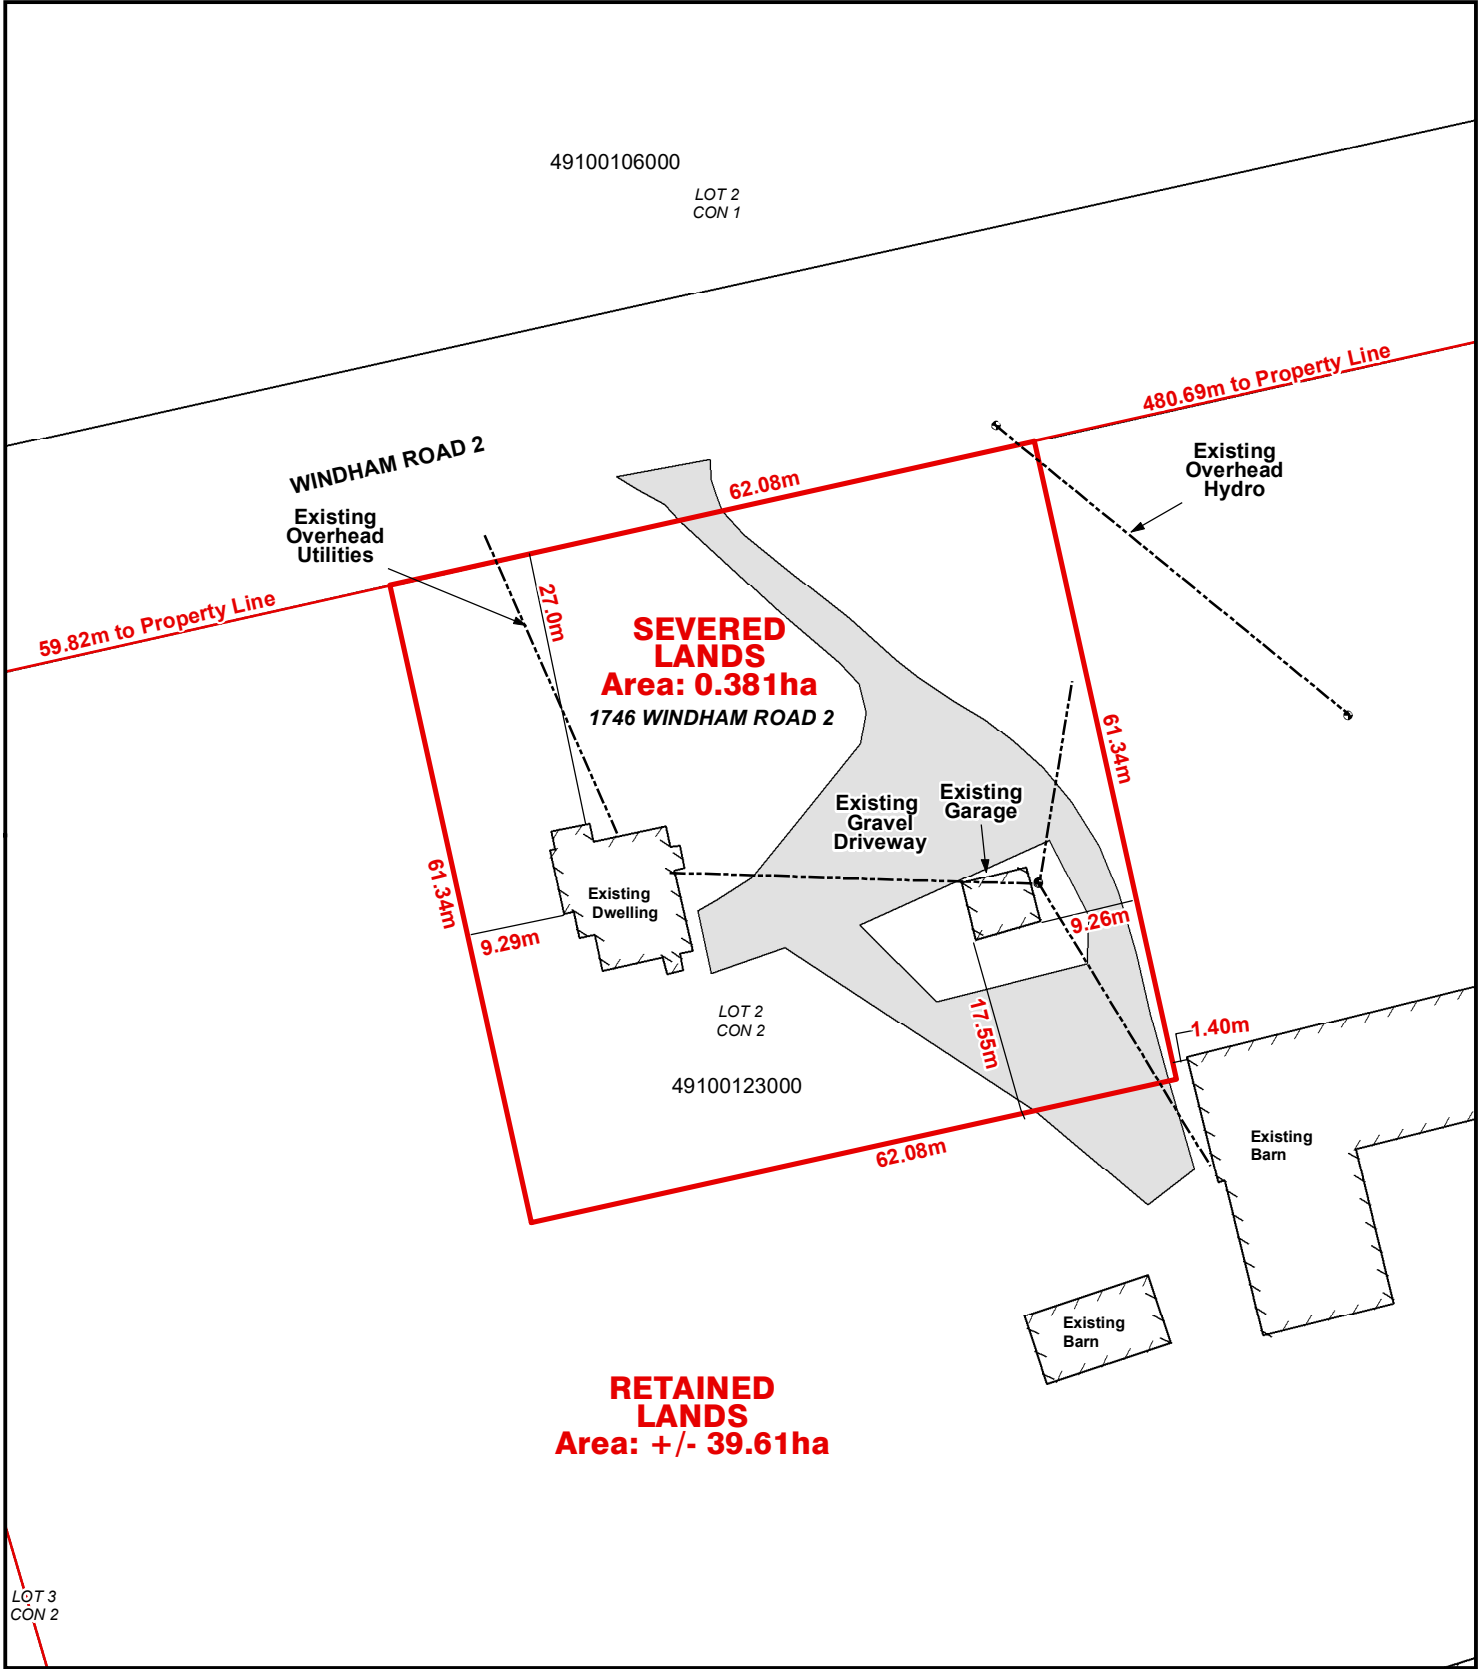 49100106000
LOT 2
CON 1
480.69m to Property Line
WINDHAM ROAD 2
Existing
Overhead
Hydro
62.08m
Existing
Overhead
Utilities
59.82m to Property Line
27.0m
SEVERED
LANDS
Area: 0.381ha
1746 WINDHAM ROAD 2
61.34m
Existing
Gravel
Driveway
Existing
Garage
61.34m
Existing
Dwelling
9.29m
9.26m
17.55m
LOT 2
CON 2
1.40m
49100123000
62.08m
Existing
Barn
Existing
Barn
RETAINED
LANDS
Area: +/- 39.61ha
LOT 3
CON 2